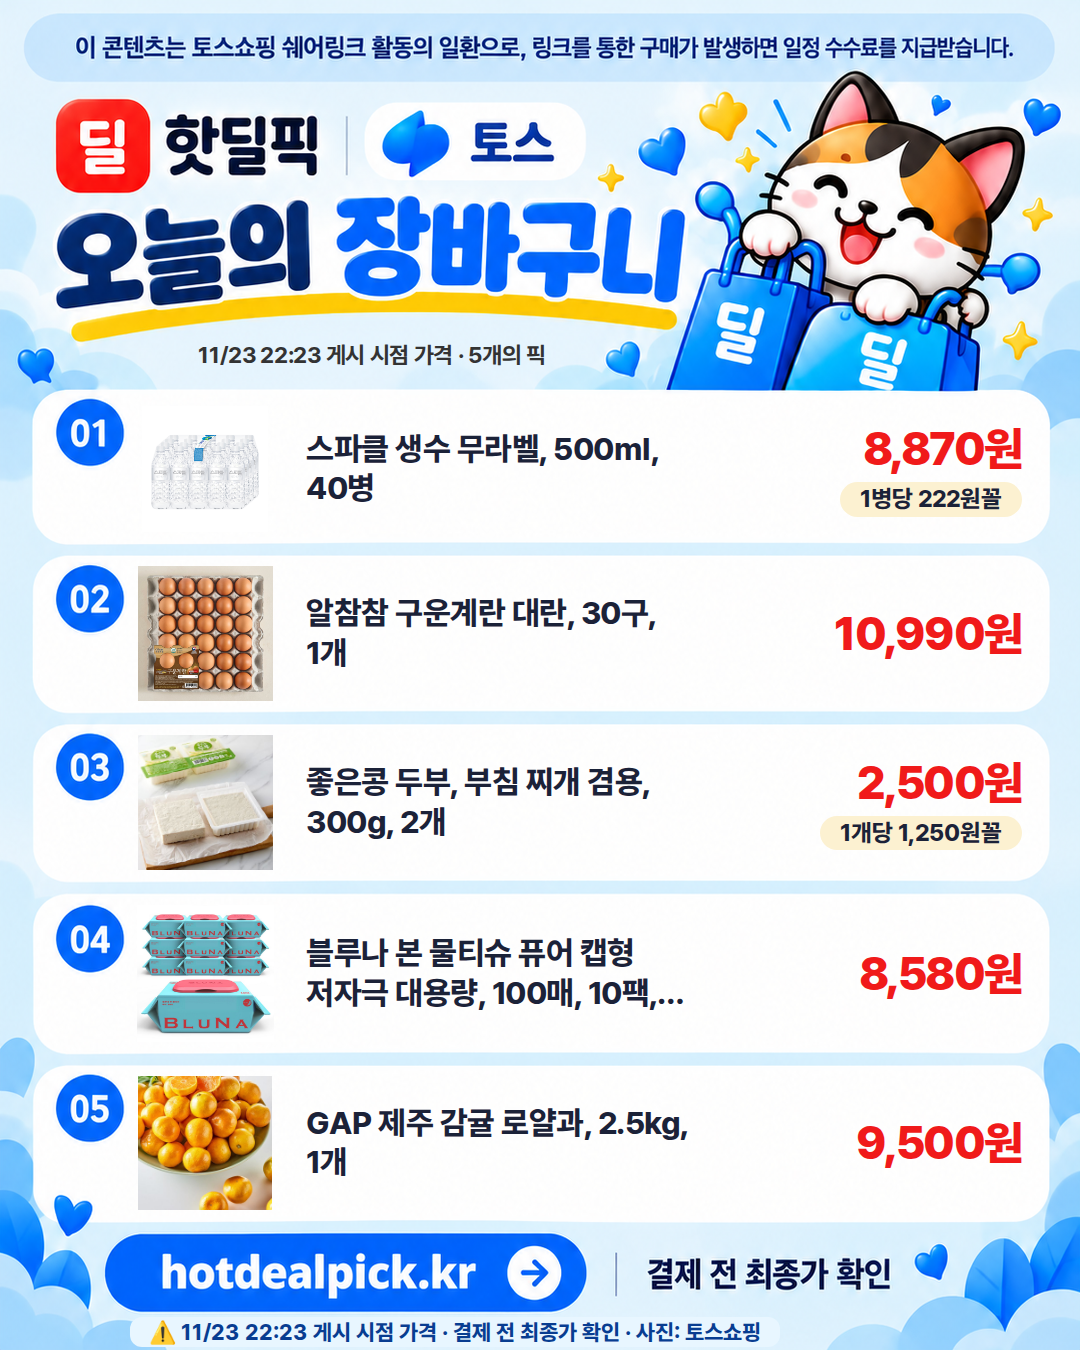 이 콘텐츠는 토스쇼핑 쉐어링크 활동의 일환으로, 링크를 통한 구매가 발생하면 일정 수수료를 지급받습니다.
딜 핫딜픽 토스
오늘의 장바구니
딜
딜
11/23 22:23 게시 시점 가격 · 5개의 픽
01
스파클 생수 무라벨, 500ml,
40병
8,870원
1병당 222원꼴
02
알참참 구운계란 대란, 30구,
1개
10,990원
03
좋은콩 두부, 부침 찌개 겸용,
300g, 2개
2,500원
1개당 1,250원꼴
04
BLUNA
블루나 본 물티슈 퓨어 캡형
저자극 대용량, 100매, 10팩,...
8,580원
05
GAP 제주 감귤 로얄과, 2.5kg,
1개
9,500원
hotdealpick.kr
결제 전 최종가 확인
⚠️ 11/23 22:23 게시 시점 가격 · 결제 전 최종가 확인 · 사진: 토스쇼핑